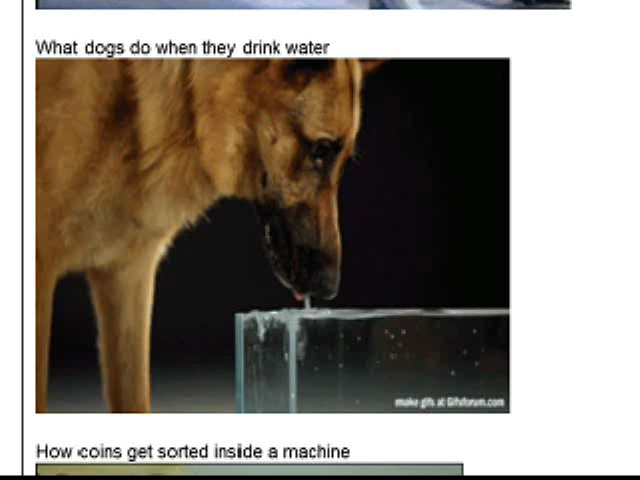 What dogs do when they drink water
make gifs at Gifsforum.com
How coins get sorted inside a machine